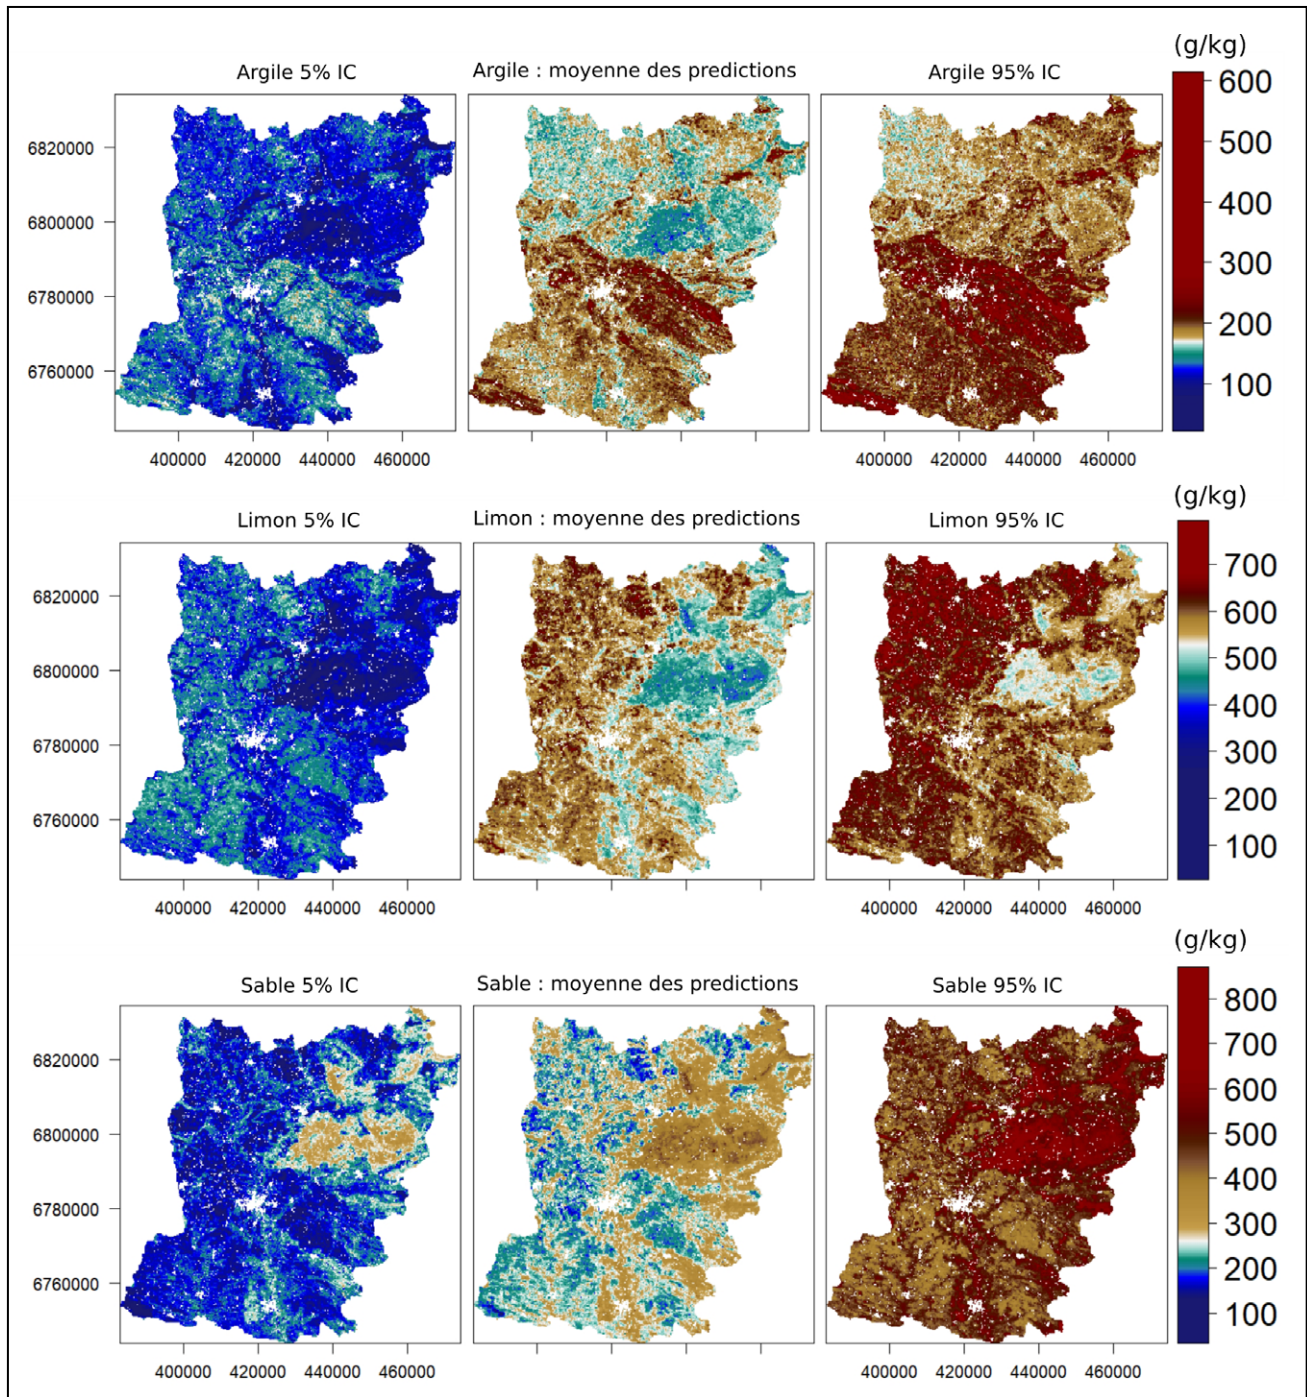 (g/kg)
Argile 5% IC
Argile : moyenne des predictions
Argile 95% IC
600
500
400
300
200
100
6820000
6800000
6780000
6760000
400000 420000 440000 460000
400000 420000 440000 460000
(g/kg)
Limon 5% IC
Limon : moyenne des predictions
Limon 95% IC
700
600
500
400
300
200
100
6820000
6800000
6780000
6760000
400000 420000 440000 460000
400000 420000 440000 460000
(g/kg)
Sable 5% IC
Sable : moyenne des predictions
Sable 95% IC
800
700
600
500
400
300
200
100
6820000
6800000
6780000
6760000
400000 420000 440000 460000
400000 420000 440000 460000